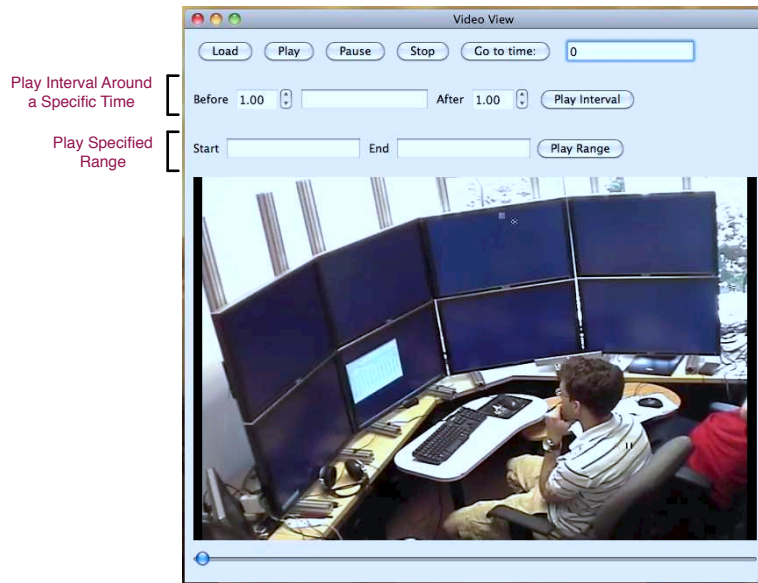 Video View
Load Play Pause Stop Go to time: 0
Play Interval Around
a Specific Time
Before 1.00 After 1.00 Play Interval
Play Specified
Range
Start End Play Range